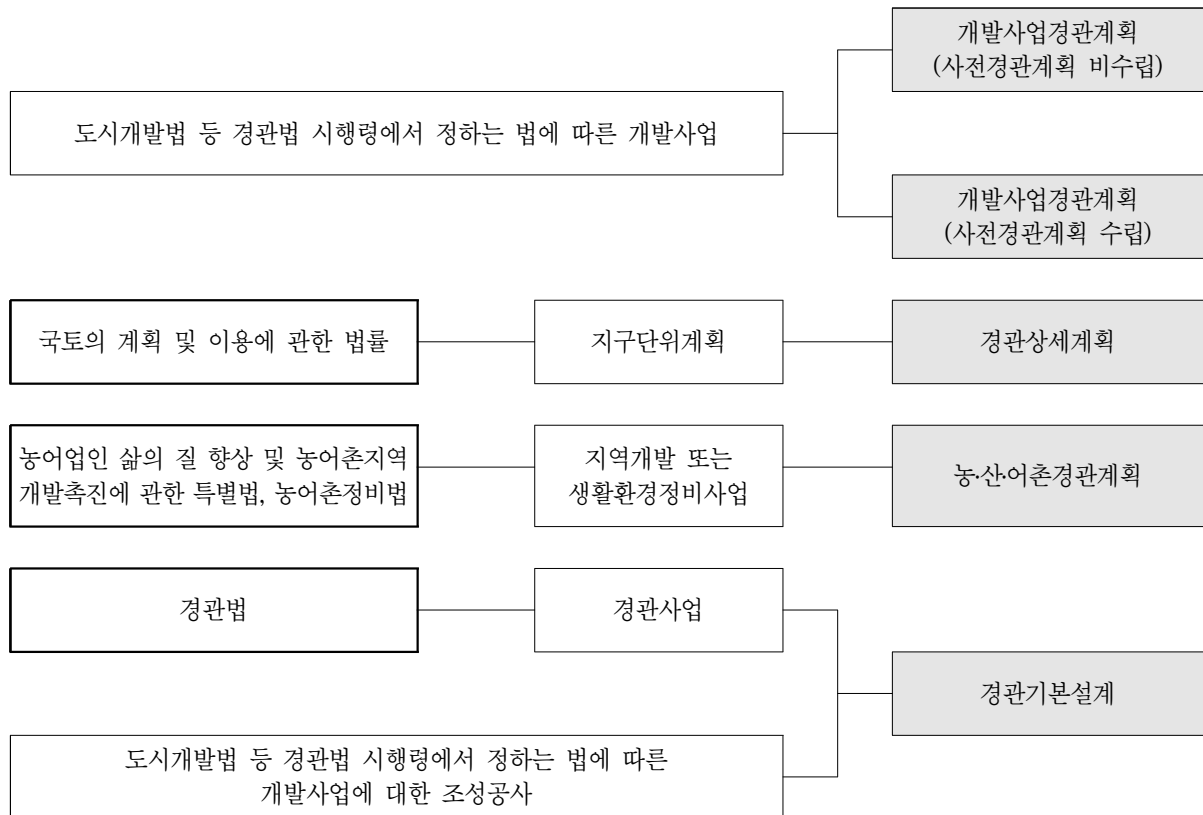 개발사업경관계획
(사전경관계획 비수립)
도시개발법 등 경관법 시행령에서 정하는 법에 따른 개발사업
개발사업경관계획
(사전경관계획 수립)
국토의 계획 및 이용에 관한 법률
지구단위계획
경관상세계획
농어업인 삶의 질 향상 및 농어촌지역
개발촉진에 관한 특별법, 농어촌정비법
지역개발 또는
생활환경정비사업
농·산·어촌경관계획
경관법
경관사업
경관기본설계
도시개발법 등 경관법 시행령에서 정하는 법에 따른
개발사업에 대한 조성공사